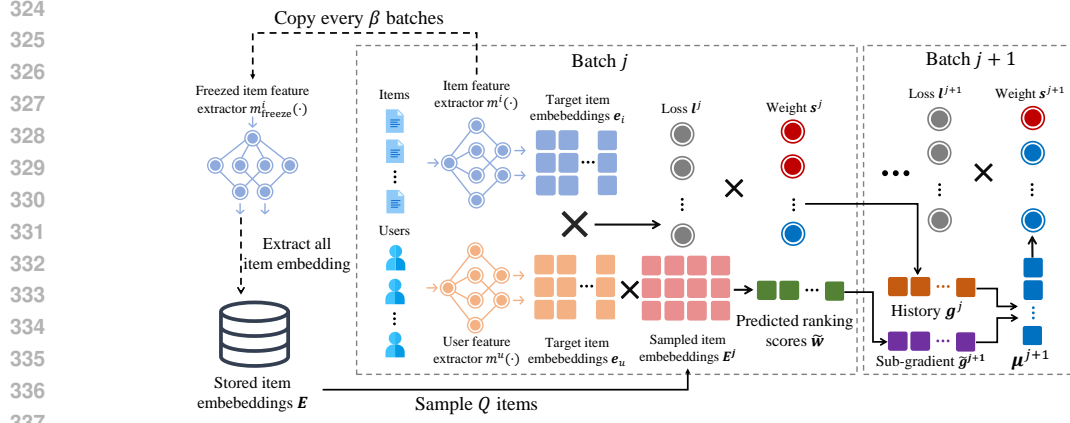 324
325
326
327
328
329
330
331
332
333
334
335
336
337
Copy every β batches
Batch j
Batch j + 1
Freezed item feature
extractor m^i_freeze(·)
Items
Item feature
extractor m^i(·)
Target item
embebeddings e_i
Loss l^j
Weight s^j
Loss l^{j+1}
Weight s^{j+1}
Extract all
item embedding
Users
User feature
extractor m^u(·)
Target item
embebeddings e_u
Sampled item
embebeddings E^j
Predicted ranking
scores w̃
History g^j
Sub-gradient g̃^{j+1}
μ^{j+1}
Stored item
embebeddings E
Sample Q items